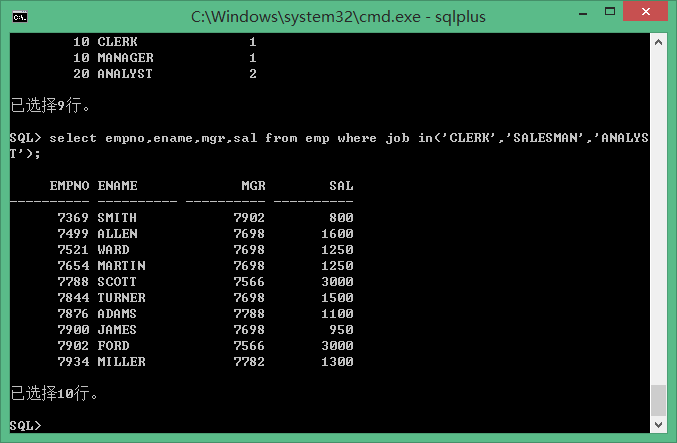 C:\Windows\system32\cmd.exe - sqlplus
10 CLERK 1
10 MANAGER 1
20 ANALYST 2
已选择9行。
SQL> select empno,ename,mgr,sal from emp where job in('CLERK','SALESMAN','ANALYS
T');
EMPNO ENAME MGR SAL
---------- ---------- ---------- ----------
7369 SMITH 7902 800
7499 ALLEN 7698 1600
7521 WARD 7698 1250
7654 MARTIN 7698 1250
7788 SCOTT 7566 3000
7844 TURNER 7698 1500
7876 ADAMS 7788 1100
7900 JAMES 7698 950
7902 FORD 7566 3000
7934 MILLER 7782 1300
已选择10行。
SQL>